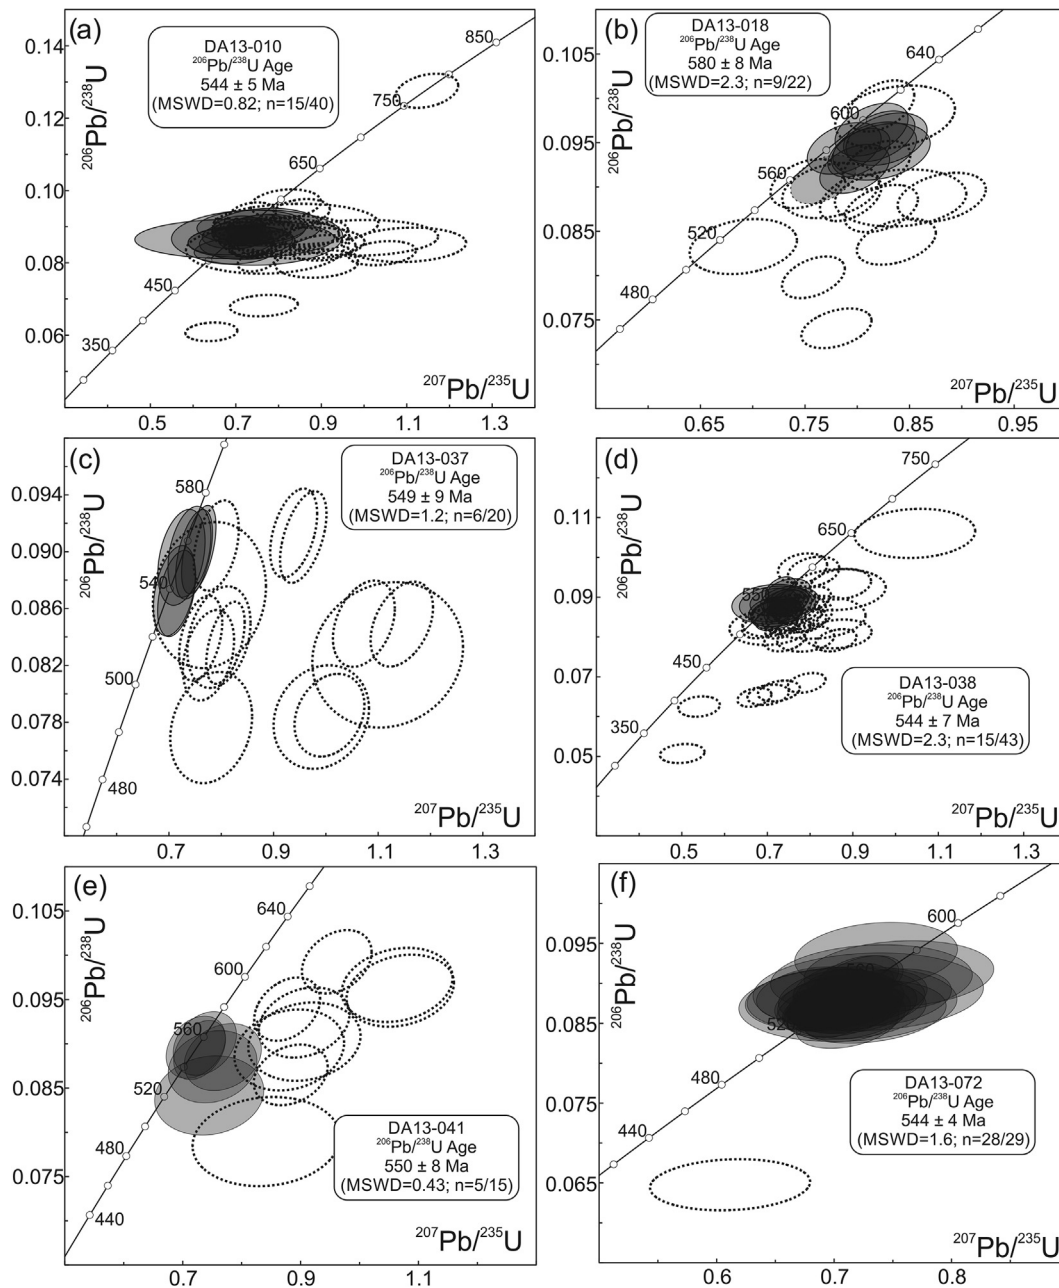 (a)
DA13-010
²⁰⁶Pb/²³⁸U Age
544 ± 5 Ma
(MSWD=0.82; n=15/40)
²⁰⁶Pb/²³⁸U
0.14
0.12
0.10
0.08
0.06
850
750
650
450
350
²⁰⁷Pb/²³⁵U
0.5
0.7
0.9
1.1
1.3
(b)
DA13-018
²⁰⁶Pb/²³⁸U Age
580 ± 8 Ma
(MSWD=2.3; n=9/22)
²⁰⁶Pb/²³⁸U
0.105
0.095
0.085
0.075
640
600
560
520
480
²⁰⁷Pb/²³⁵U
0.65
0.75
0.85
0.95
(c)
DA13-037
²⁰⁶Pb/²³⁸U Age
549 ± 9 Ma
(MSWD=1.2; n=6/20)
²⁰⁶Pb/²³⁸U
0.094
0.090
0.086
0.082
0.078
0.074
580
540
500
480
²⁰⁷Pb/²³⁵U
0.7
0.9
1.1
1.3
(d)
750
650
550
450
350
²⁰⁶Pb/²³⁸U
0.11
0.09
0.07
0.05
DA13-038
²⁰⁶Pb/²³⁸U Age
544 ± 7 Ma
(MSWD=2.3; n=15/43)
²⁰⁷Pb/²³⁵U
0.5
0.7
0.9
1.1
1.3
(e)
²⁰⁶Pb/²³⁸U
0.105
0.095
0.085
0.075
640
600
560
520
480
440
DA13-041
²⁰⁶Pb/²³⁸U Age
550 ± 8 Ma
(MSWD=0.43; n=5/15)
²⁰⁷Pb/²³⁵U
0.7
0.9
1.1
(f)
²⁰⁶Pb/²³⁸U
0.095
0.085
0.075
0.065
600
560
520
480
440
DA13-072
²⁰⁶Pb/²³⁸U Age
544 ± 4 Ma
(MSWD=1.6; n=28/29)
²⁰⁷Pb/²³⁵U
0.6
0.7
0.8